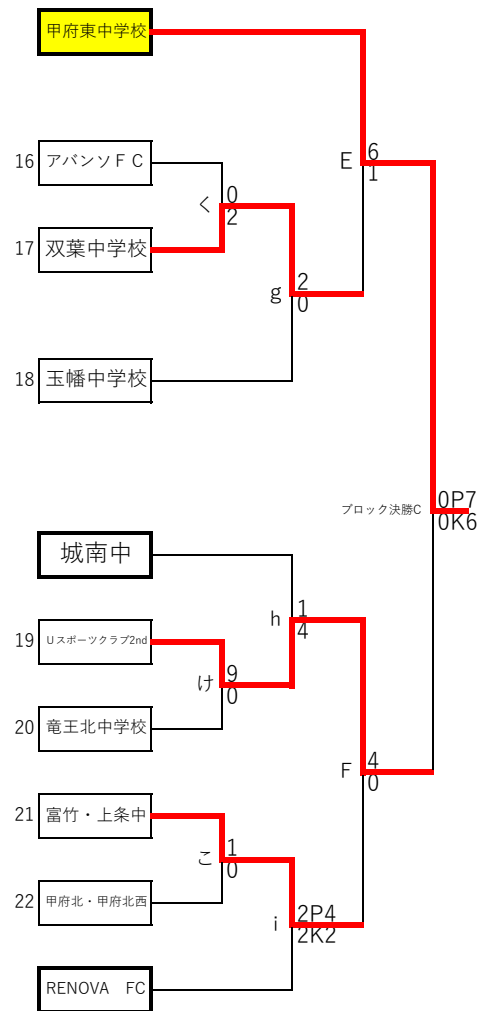 甲府東中学校
E
6
1
16 アバンソＦＣ
く
0
2
17 双葉中学校
g
2
0
18 玉幡中学校
ブロック決勝C
0P7
0K6
城南中
h
1
4
19 Uスポーツクラブ2nd
け
9
0
20 竜王北中学校
F
4
0
21 富竹・上条中
こ
1
0
22 甲府北・甲府北西
i
2P4
2K2
RENOVA　FC